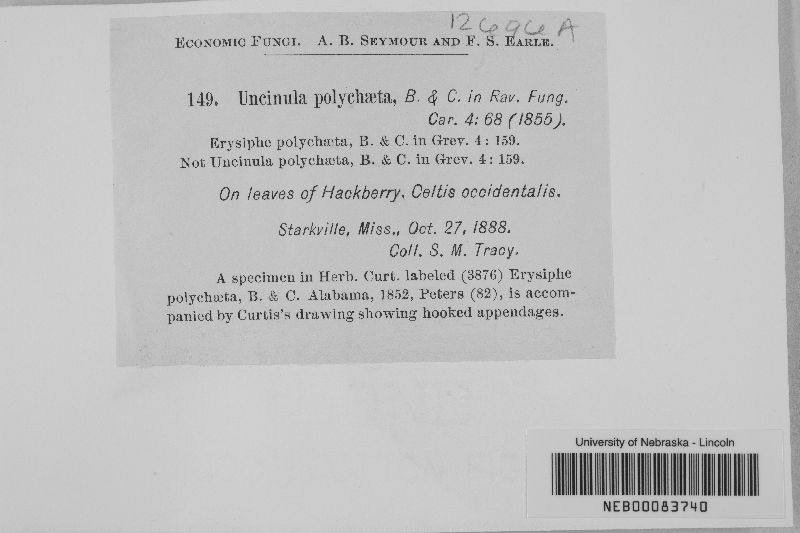 12696A
ECONOMIC FUNGI. A. B. SEYMOUR AND F. S. EARLE.
149. Uncinula polychæta, B. & C. in Rav. Fung.
Car. 4: 68 (1855).
Erysiphe polychæta, B. & C. in Grev. 4: 159.
Not Uncinula polychæta, B. & C. in Grev. 4: 159.
On leaves of Hackberry, Celtis occidentalis.
Starkville, Miss., Oct. 27, 1888.
Coll. S. M. Tracy.
A specimen in Herb. Curt. labeled (3876) Erysiphe
polychæta, B. & C. Alabama, 1852, Peters (82), is accom-
panied by Curtis's drawing showing hooked appendages.
University of Nebraska - Lincoln
NEB00083740